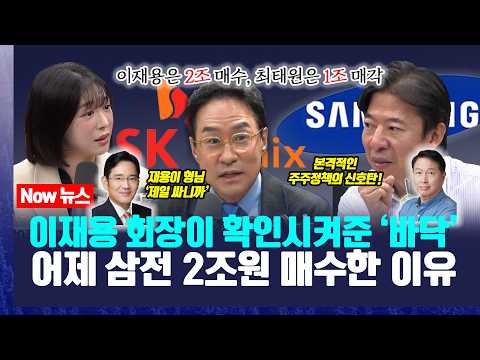 이재용은 2조 매수, 최태원은 1조 매각
SK
nix
SAMSUNG
재용이 형님
‘제일 싸니까’
본격적인
주주정책의 신호탄!
Now 뉴스
이재용 회장이 확인시켜준 ‘바닥’
어제 삼전 2조원 매수한 이유